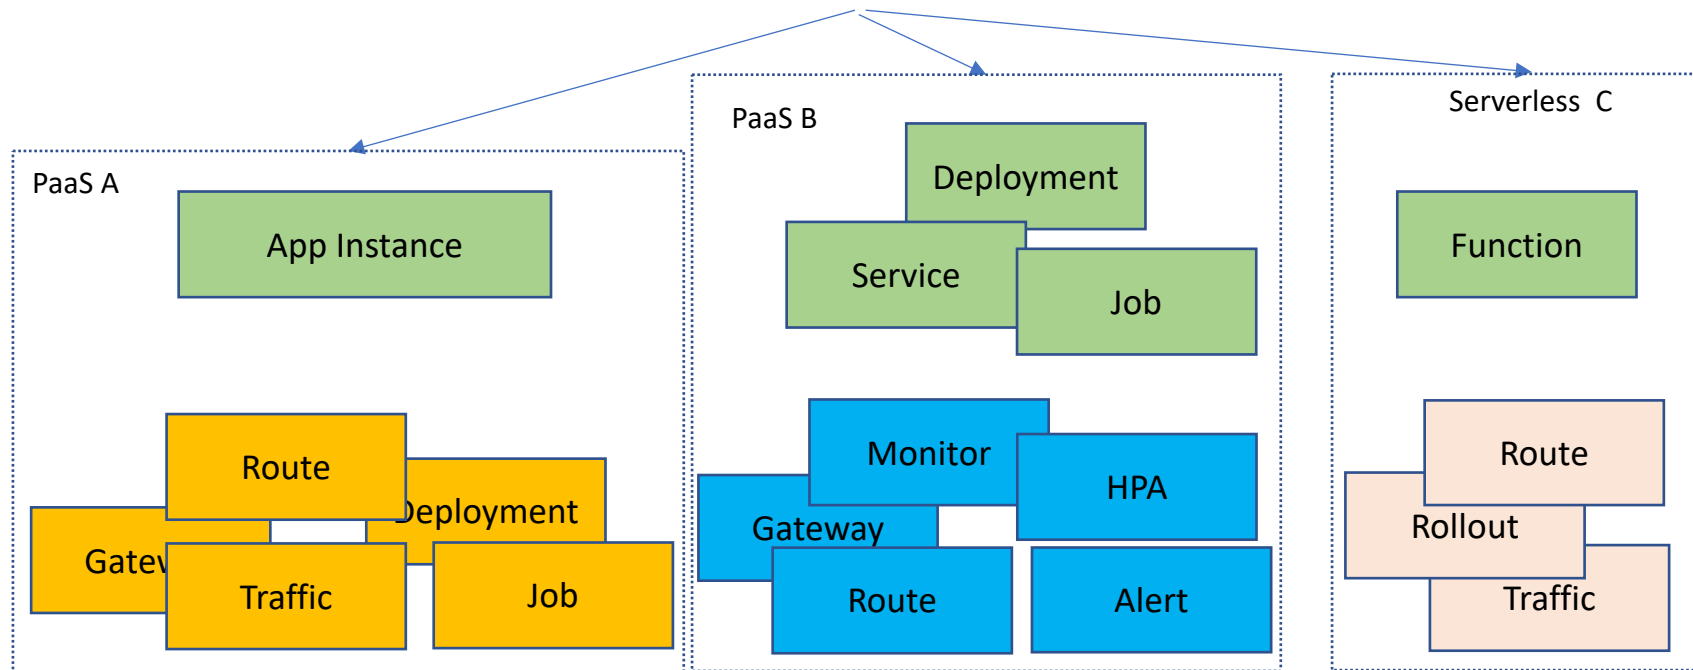 PaaS A
App Instance
Route
Deployment
Gatew
Traffic
Job
PaaS B
Deployment
Service
Job
Monitor
HPA
Gateway
Route
Alert
Serverless C
Function
Route
Rollout
Traffic